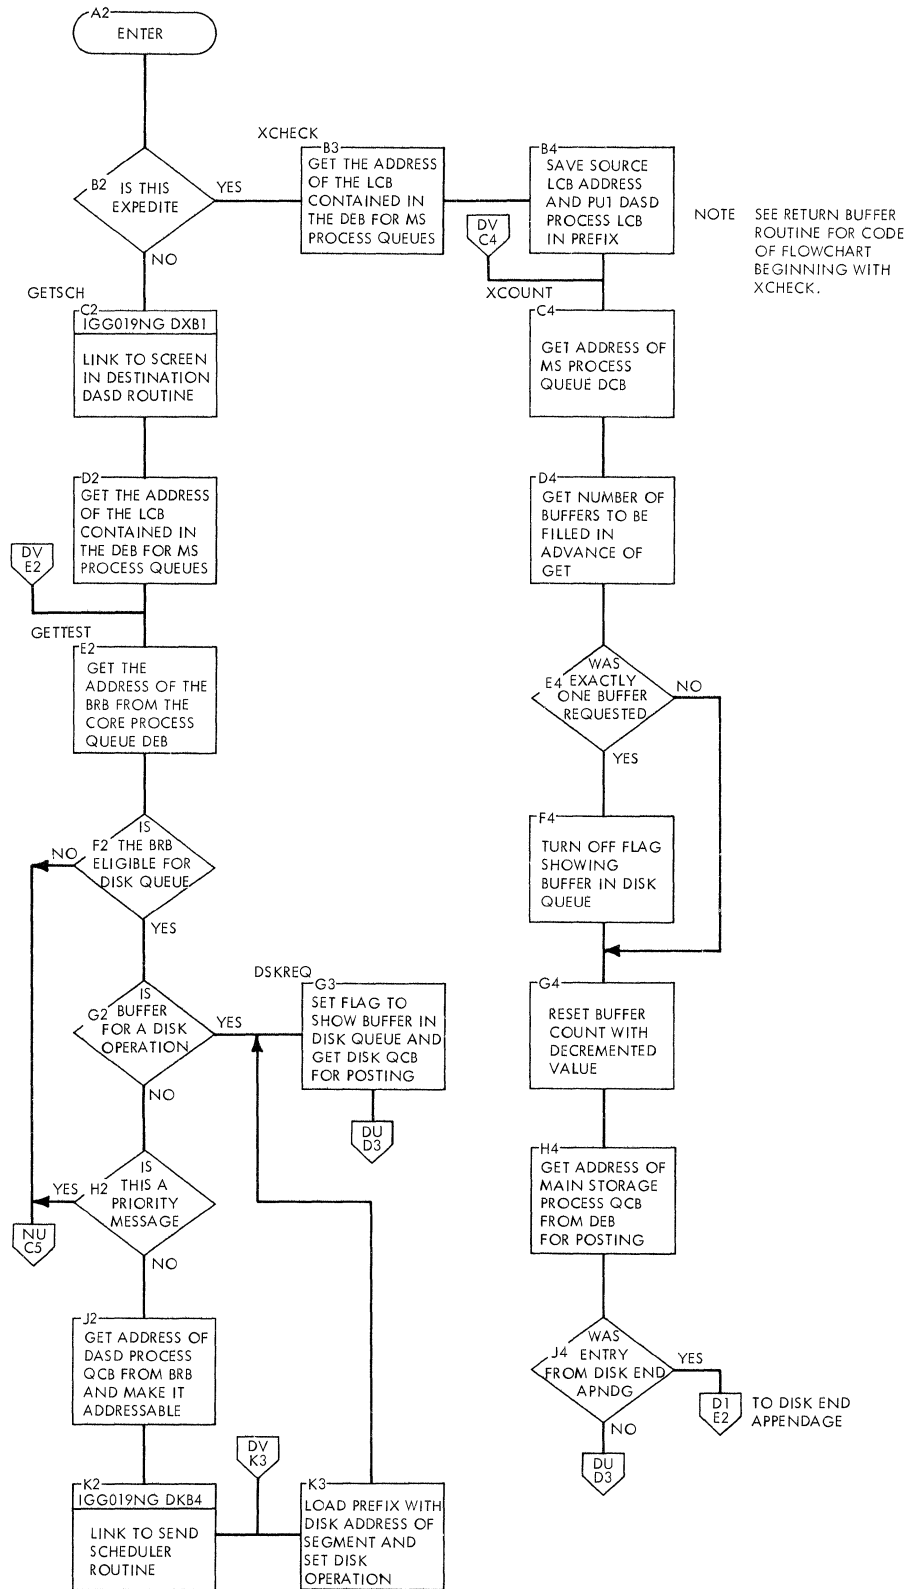 A2
ENTER
B2
IS THIS
EXPEDITE
YES
NO
XCHECK
B3
GET THE ADDRESS
OF THE LCB
CONTAINED IN
THE DEB FOR MS
PROCESS QUEUES
B4
SAVE SOURCE
LCB ADDRESS
AND PUT DASD
PROCESS LCB
IN PREFIX
NOTE SEE RETURN BUFFER
ROUTINE FOR CODE
OF FLOWCHART
BEGINNING WITH
XCHECK.
DV
C4
XCOUNT
GETSCH
C2
IGG019NG DXB1
LINK TO SCREEN
IN DESTINATION
DASD ROUTINE
C4
GET ADDRESS OF
MS PROCESS
QUEUE DCB
D2
GET THE ADDRESS
OF THE LCB
CONTAINED IN
THE DEB FOR MS
PROCESS QUEUES
D4
GET NUMBER OF
BUFFERS TO BE
FILLED IN
ADVANCE OF
GET
DV
E2
GETTEST
E2
GET THE
ADDRESS OF THE
BRB FROM THE
CORE PROCESS
QUEUE DEB
E4
WAS
EXACTLY
ONE BUFFER
REQUESTED
NO
YES
F2
IS
THE BRB
ELIGIBLE FOR
DISK QUEUE
NO
YES
F4
TURN OFF FLAG
SHOWING
BUFFER IN DISK
QUEUE
G2
IS
BUFFER
FOR A DISK
OPERATION
YES
NO
DSKREQ
G3
SET FLAG TO
SHOW BUFFER IN
DISK QUEUE AND
GET DISK QCB
FOR POSTING
DU
D3
G4
RESET BUFFER
COUNT WITH
DECREMENTED
VALUE
H2
IS
THIS A
PRIORITY
MESSAGE
YES
NO
NU
C5
H4
GET ADDRESS OF
MAIN STORAGE
PROCESS QCB
FROM DEB
FOR POSTING
J2
GET ADDRESS OF
DASD PROCESS
QCB FROM BRB
AND MAKE IT
ADDRESSABLE
J4
WAS
ENTRY
FROM DISK END
APNDG
YES
NO
D1
E2
TO DISK END
APPENDAGE
DU
D3
DV
K3
K2
IGG019NG DKB4
LINK TO SEND
SCHEDULER
ROUTINE
K3
LOAD PREFIX WITH
DISK ADDRESS OF
SEGMENT AND
SET DISK
OPERATION